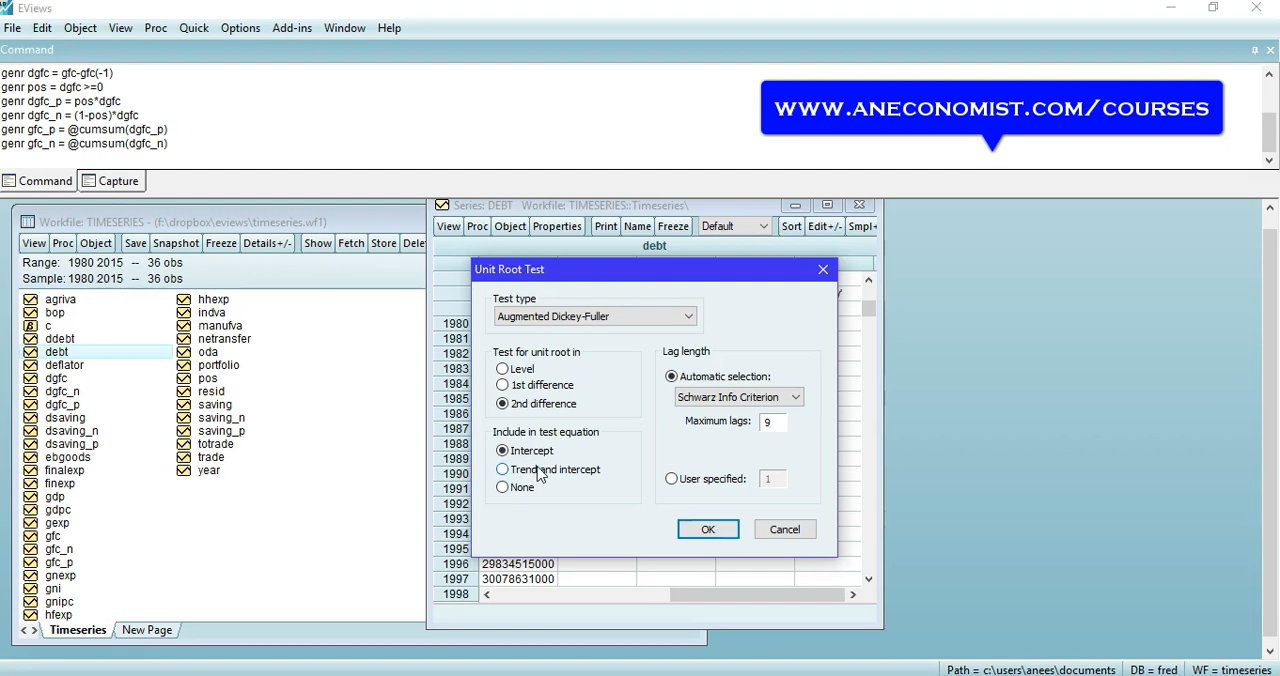 EViews
File Edit Object View Proc Quick Options Add-ins Window Help
Command
genr dgfc = gfc-gfc(-1)
genr pos = dgfc >=0
genr dgfc_p = pos*dgfc
genr dgfc_n = (1-pos)*dgfc
genr gfc_p = @cumsum(dgfc_p)
genr gfc_n = @cumsum(dgfc_n)
WWW.ANECONOMIST.COM/COURSES
Command Capture
Workfile: TIMESERIES - (f:\dropbox\eviews\timeseries.wf1)
View Proc Object Save Snapshot Freeze Details+/- Show Fetch Store Dele
Range: 1980 2015 -- 36 obs
Sample: 1980 2015 -- 36 obs
agriva
bop
c
ddebt
debt
deflator
dgfc
dgfc_n
dgfc_p
dsaving
dsaving_n
dsaving_p
ebgoods
finalexp
finexp
gdp
gdpc
gexp
gfc
gfc_n
gfc_p
gnexp
gni
gnipc
hfexp
hhexp
indva
manufva
netransfer
oda
portfolio
pos
resid
saving
saving_n
saving_p
totrade
trade
year
Timeseries New Page
Series: DEBT Workfile: TIMESERIES::Timeseries\
View Proc Object Properties Print Name Freeze Default Sort Edit+/- Smpl+
debt
1980
1981
1982
1983
1984
1985
1986
1987
1988
1989
1990
1991
1992
1993
1994
1995
1996 29834515000
1997 30078631000
1998
Unit Root Test
Test type
Augmented Dickey-Fuller
Test for unit root in
Level
1st difference
2nd difference
Include in test equation
Intercept
Trend and intercept
None
Lag length
Automatic selection:
Schwarz Info Criterion
Maximum lags: 9
User specified: 1
OK Cancel
Path = c:\users\anees\documents DB = fred WF = timeseries